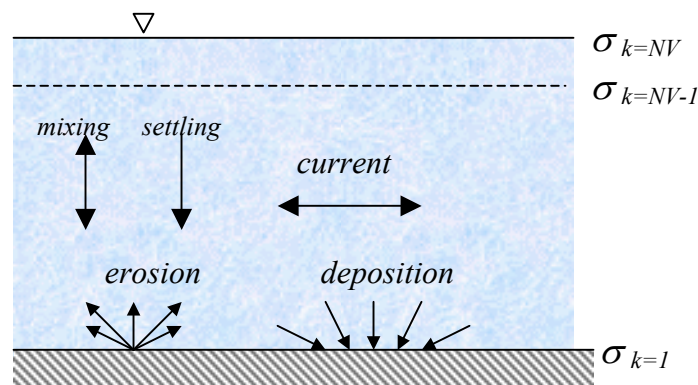 σ k=NV
σ k=NV-1
mixing settling
current
erosion deposition
σ k=1